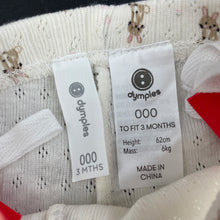 dymples
000
3 MTHS
dymples
000
TO FIT 3 MONTHS
Height: 62cm
Mass: 6kg
MADE IN
CHINA